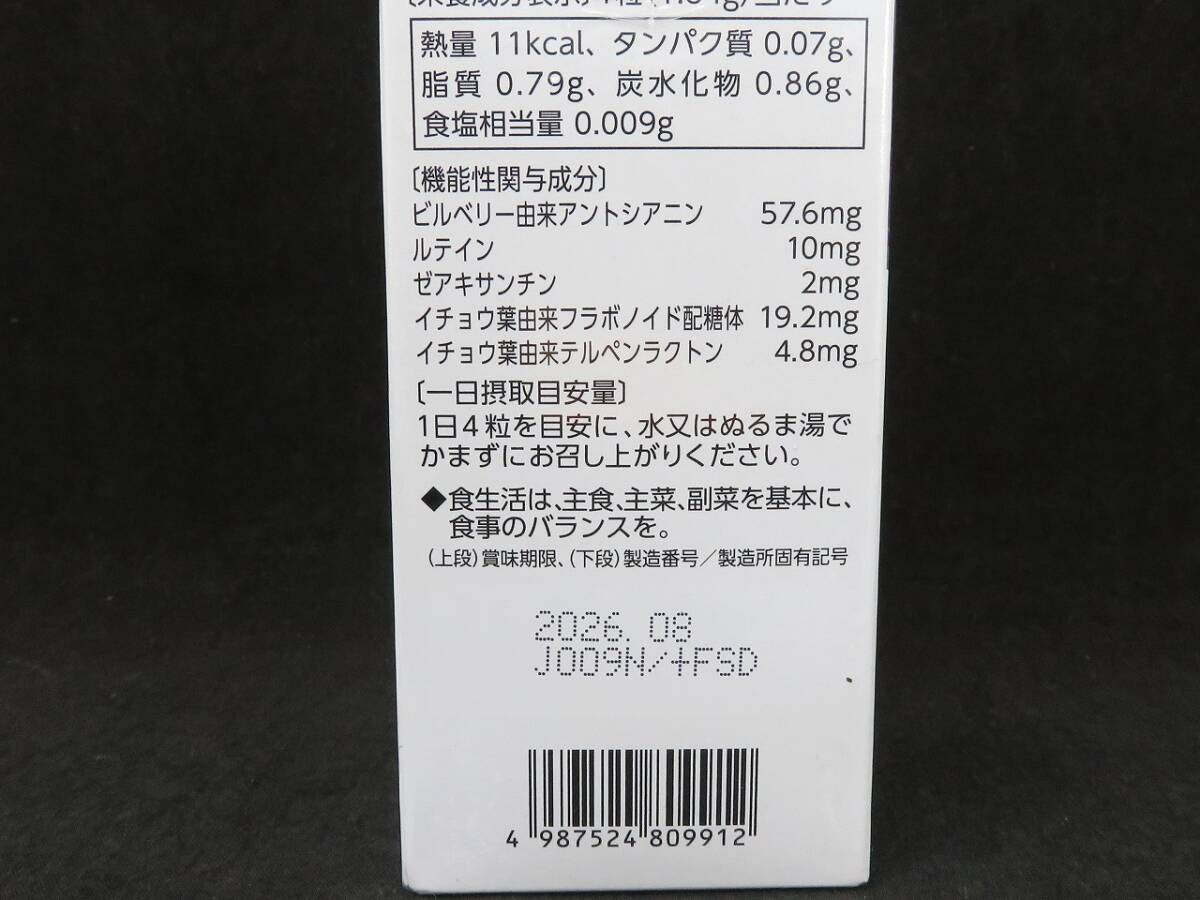 熱量 11kcal、タンパク質 0.07g、
脂質 0.79g、炭水化物 0.86g、
食塩相当量 0.009g
〔機能性関与成分〕
ビルベリー由来アントシアニン 57.6mg
ルテイン 10mg
ゼアキサンチン 2mg
イチョウ葉由来フラボノイド配糖体 19.2mg
イチョウ葉由来テルペンラクトン 4.8mg
〔一日摂取目安量〕
1日4粒を目安に、水又はぬるま湯で
かまずにお召し上がりください。
◆食生活は、主食、主菜、副菜を基本に、
食事のバランスを。
(上段)賞味期限、(下段)製造番号/製造所固有記号
2026. 08
J009N/+FSD
4 987524 809912